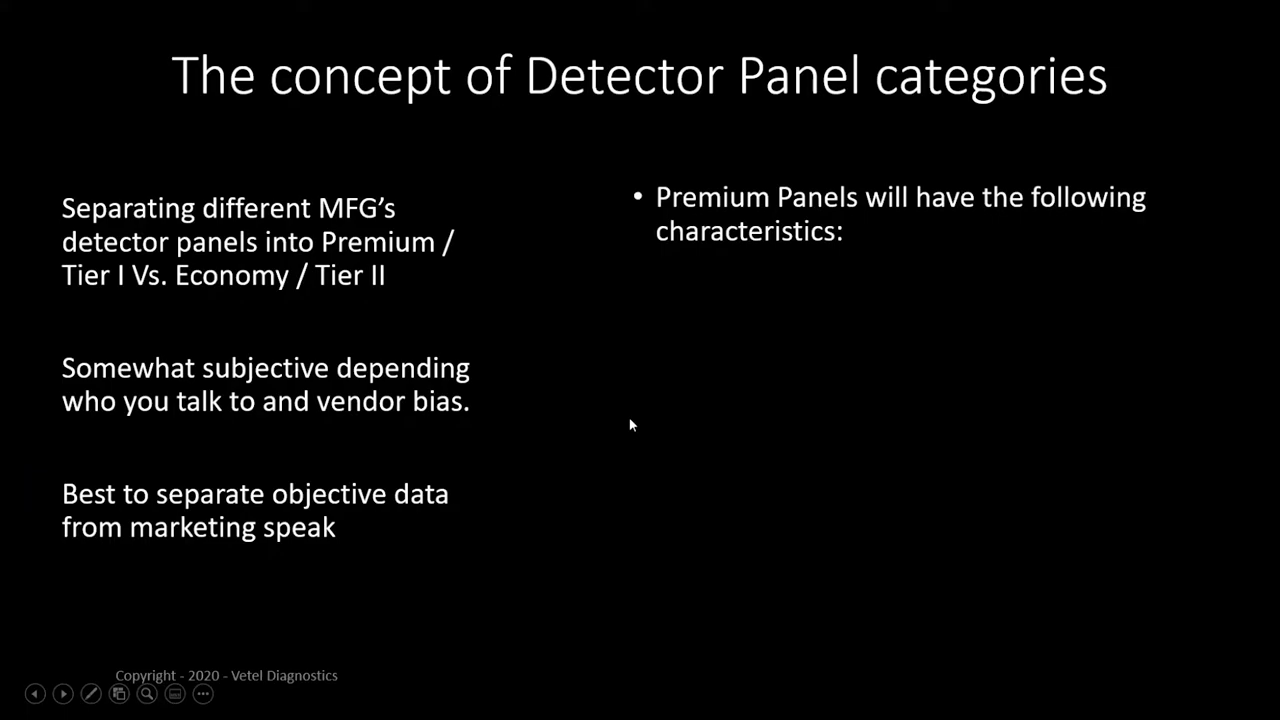 The concept of Detector Panel categories
Separating different MFG’s
detector panels into Premium /
Tier I Vs. Economy / Tier II
Somewhat subjective depending
who you talk to and vendor bias.
Best to separate objective data
from marketing speak
• Premium Panels will have the following
characteristics:
Copyright - 2020 - Vetel Diagnostics